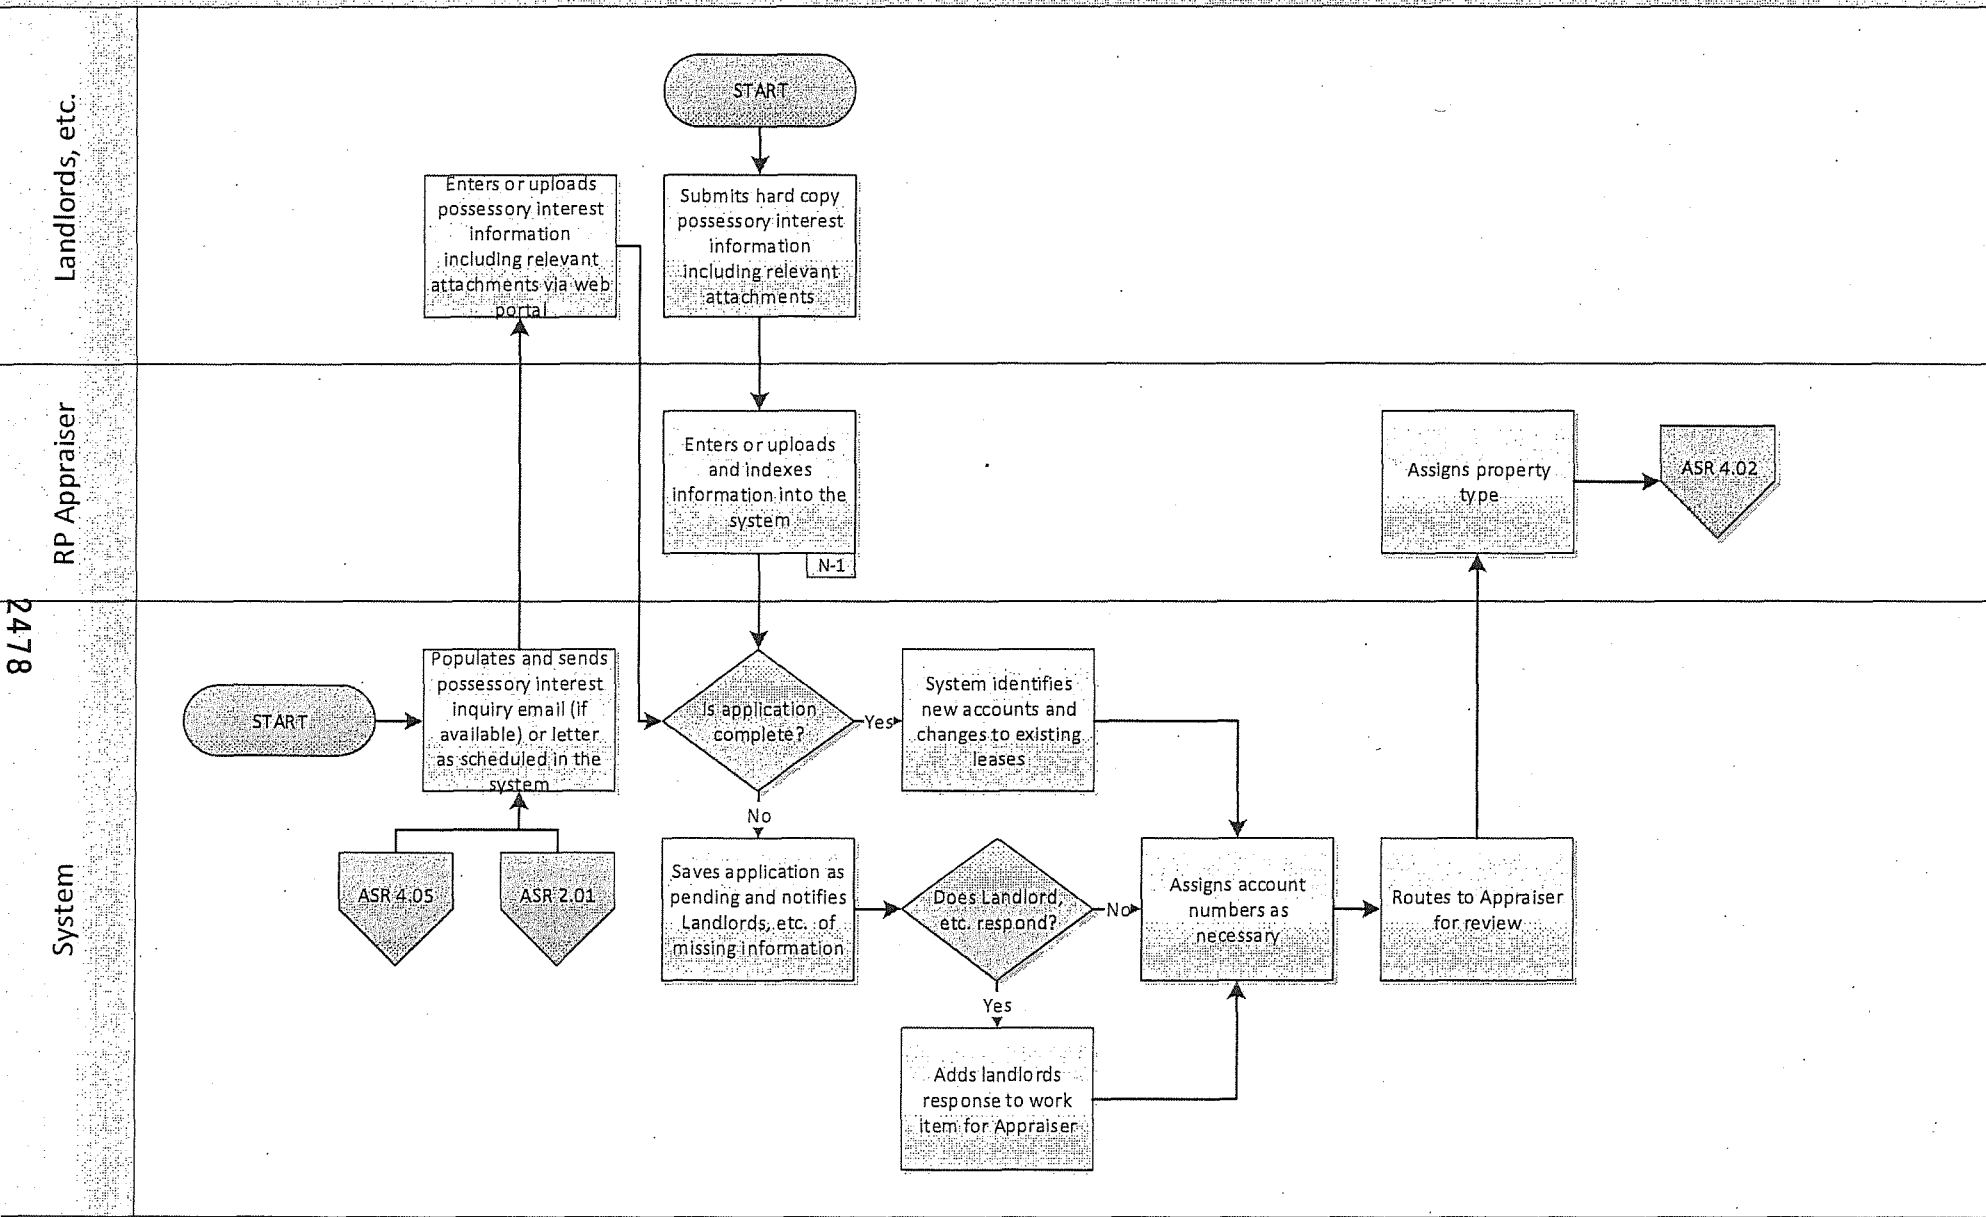 Landlords, etc.
START
Enters or uploads
possessory interest
information
including relevant
attachments via web
portal
Submits hard copy
possessory interest
information
including relevant
attachments
RP Appraiser
Enters or uploads
and indexes
information into the
system
N-1
Assigns property
type
ASR 4.02
2478
System
START
Populates and sends
possessory interest
inquiry email (if
available) or letter
as scheduled in the
system
ASR 4.05
ASR 2.01
Is application
complete?
Yes
No
System identifies
new accounts and
changes to existing
leases
Saves application as
pending and notifies
Landlords, etc. of
missing information
Does Landlord,
etc. respond?
No
Yes
Assigns account
numbers as
necessary
Routes to Appraiser
for review
Adds landlords
response to work
item for Appraiser